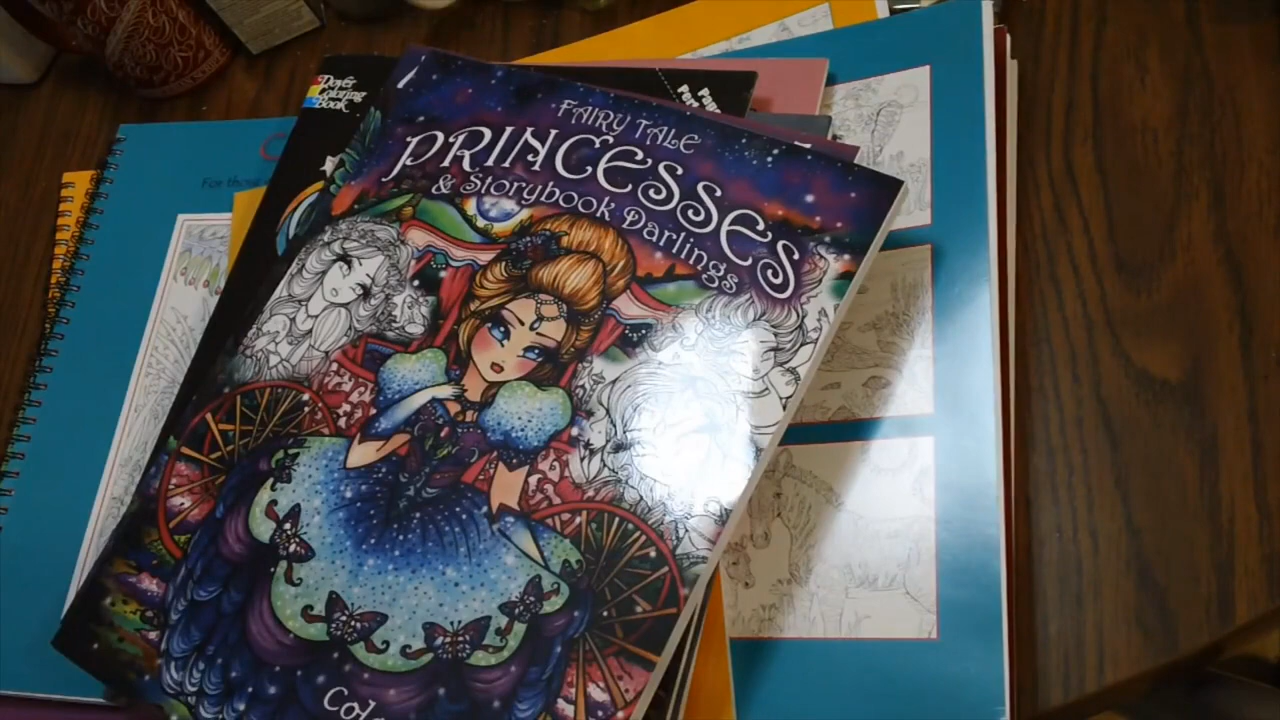 Dover
Coloring
Book
FAIRY TALE
PRINCESSES
& Storybook Darlings
For those